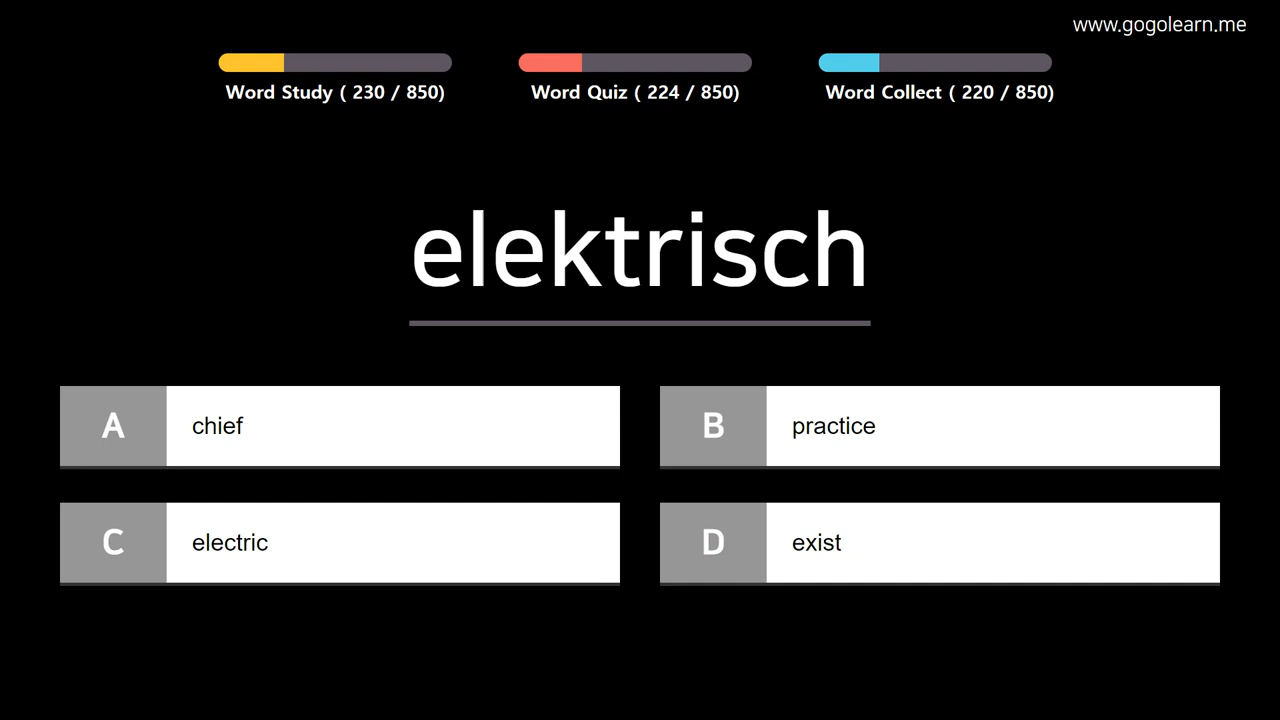 www.gogolearn.me
Word Study ( 230 / 850)
Word Quiz ( 224 / 850)
Word Collect ( 220 / 850)
elektrisch
A chief
B practice
C electric
D exist